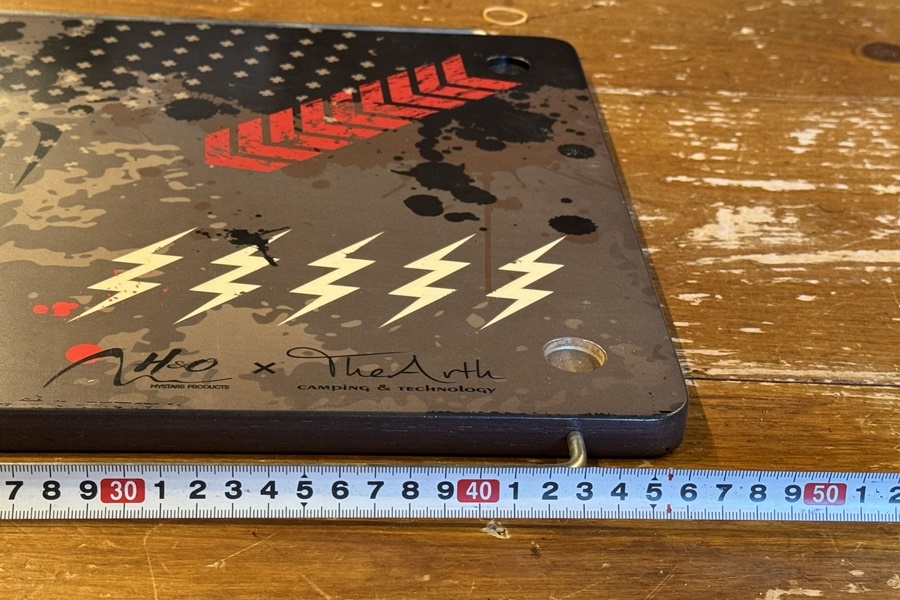 H&O × TheArth
MYSTARS PRODUCTS CAMPING & TECHNOLOGY
7 8 9 30 1 2 3 4 5 6 7 8 9 40 1 2 3 4 5 6 7 8 9 50 1 2